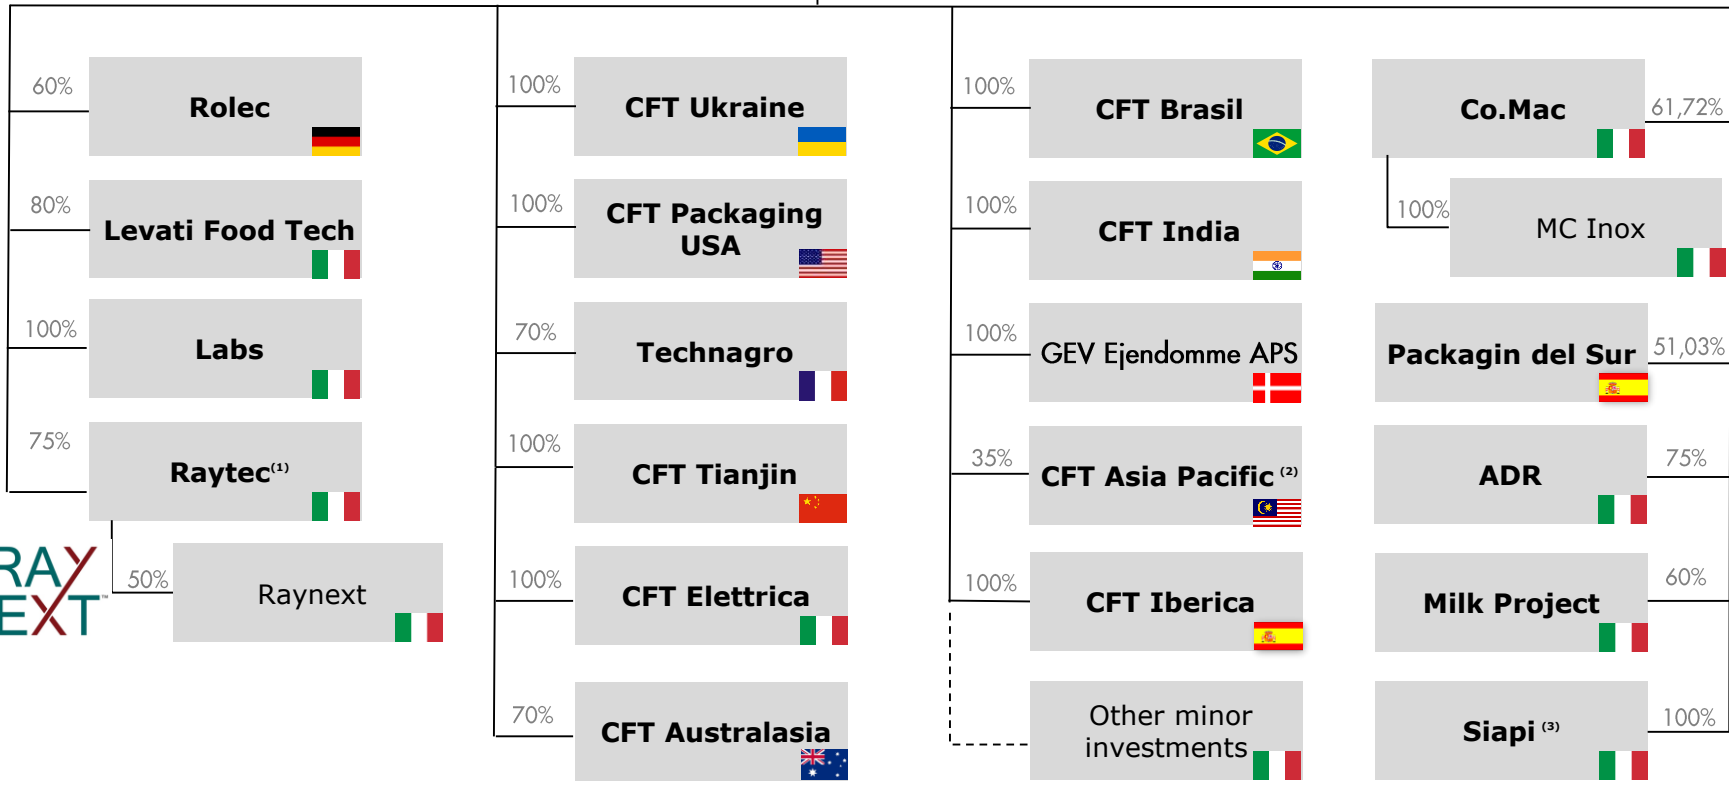 60%
Rolec
80%
Levati Food Tech
100%
Labs
75%
Raytec(1)
RAY
EXT™
50%
Raynext
100%
CFT Ukraine
100%
CFT Packaging
USA
70%
Technagro
100%
CFT Tianjin
100%
CFT Elettrica
70%
CFT Australasia
100%
CFT Brasil
100%
CFT India
100%
GEV Ejendomme APS
35%
CFT Asia Pacific (2)
100%
CFT Iberica
Other minor
investments
Co.Mac
61,72%
100%
MC Inox
Packagin del Sur
51,03%
ADR
75%
Milk Project
60%
Siapi (3)
100%